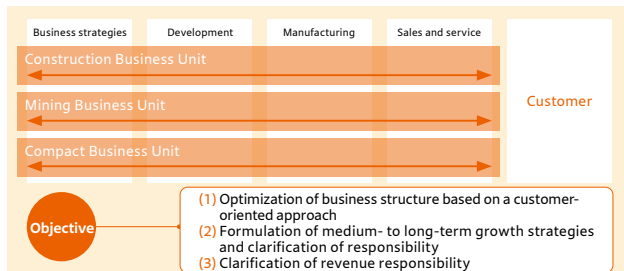 Business strategies
Development
Manufacturing
Sales and service
Construction Business Unit
Mining Business Unit
Compact Business Unit
Customer
Objective
(1) Optimization of business structure based on a customer-
oriented approach
(2) Formulation of medium- to long-term growth strategies
and clarification of responsibility
(3) Clarification of revenue responsibility